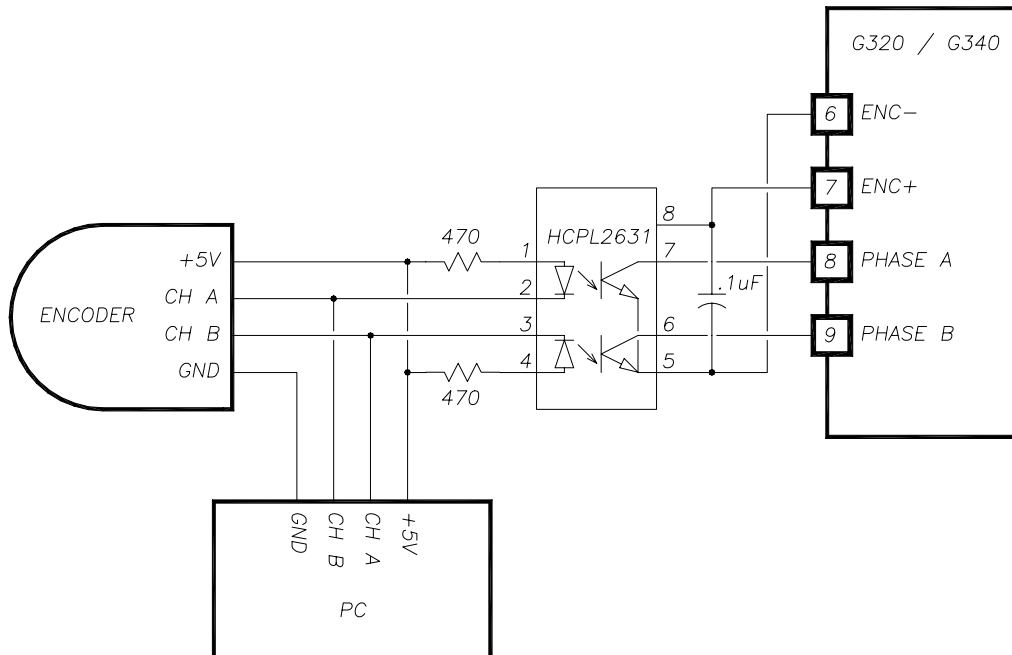 G320 / G340
6 ENC-
7 ENC+
8 PHASE A
9 PHASE B
HCPL2631
8
7
6
5
1
2
3
4
.1uF
470
470
ENCODER
+5V
CH A
CH B
GND
GND
CH B
CH A
+5V
PC